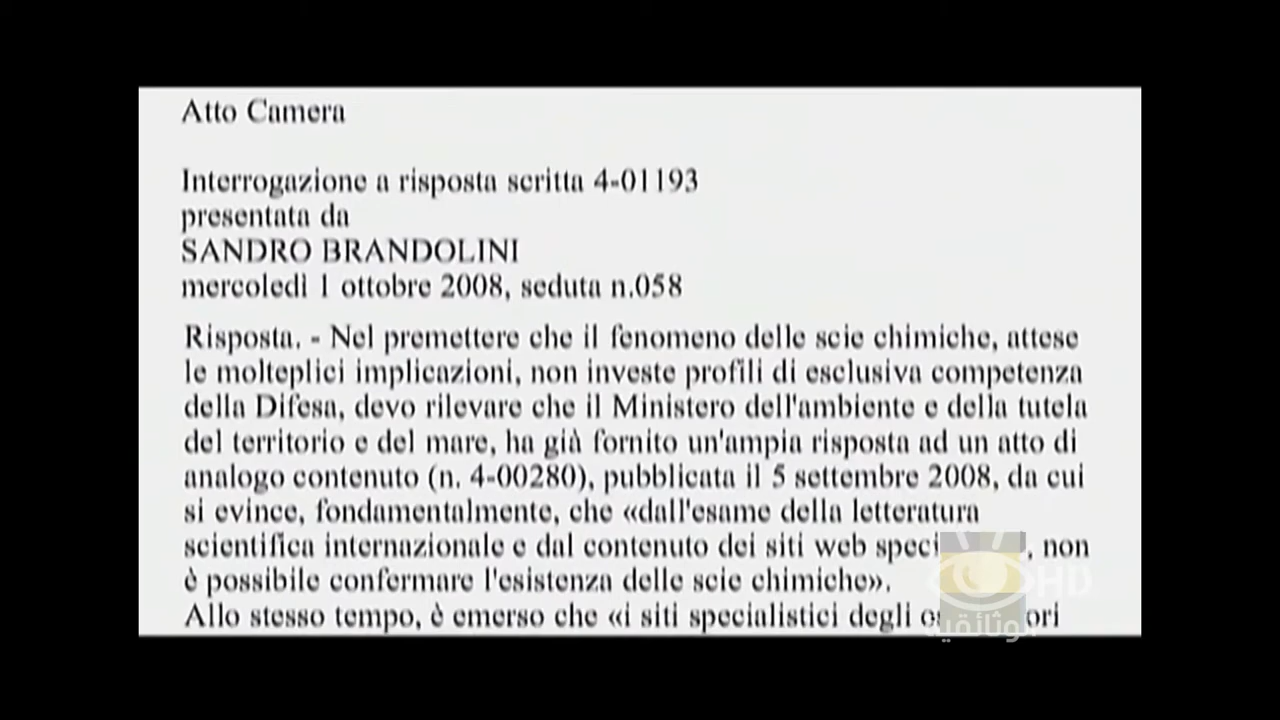 Atto Camera
Interrogazione a risposta scritta 4-01193
presentata da
SANDRO BRANDOLINI
mercoledì 1 ottobre 2008, seduta n.058
Risposta. - Nel premettere che il fenomeno delle scie chimiche, attese
le molteplici implicazioni, non investe profili di esclusiva competenza
della Difesa, devo rilevare che il Ministero dell'ambiente e della tutela
del territorio e del mare, ha già fornito un'ampia risposta ad un atto di
analogo contenuto (n. 4-00280), pubblicata il 5 settembre 2008, da cui
si evince, fondamentalmente, che «dall'esame della letteratura
scientifica internazionale e dal contenuto dei siti web , non
è possibile confermare l'esistenza delle scie chimiche».
Allo stesso tempo, è emerso che «i siti specialistici degli
HD
الوثائقية